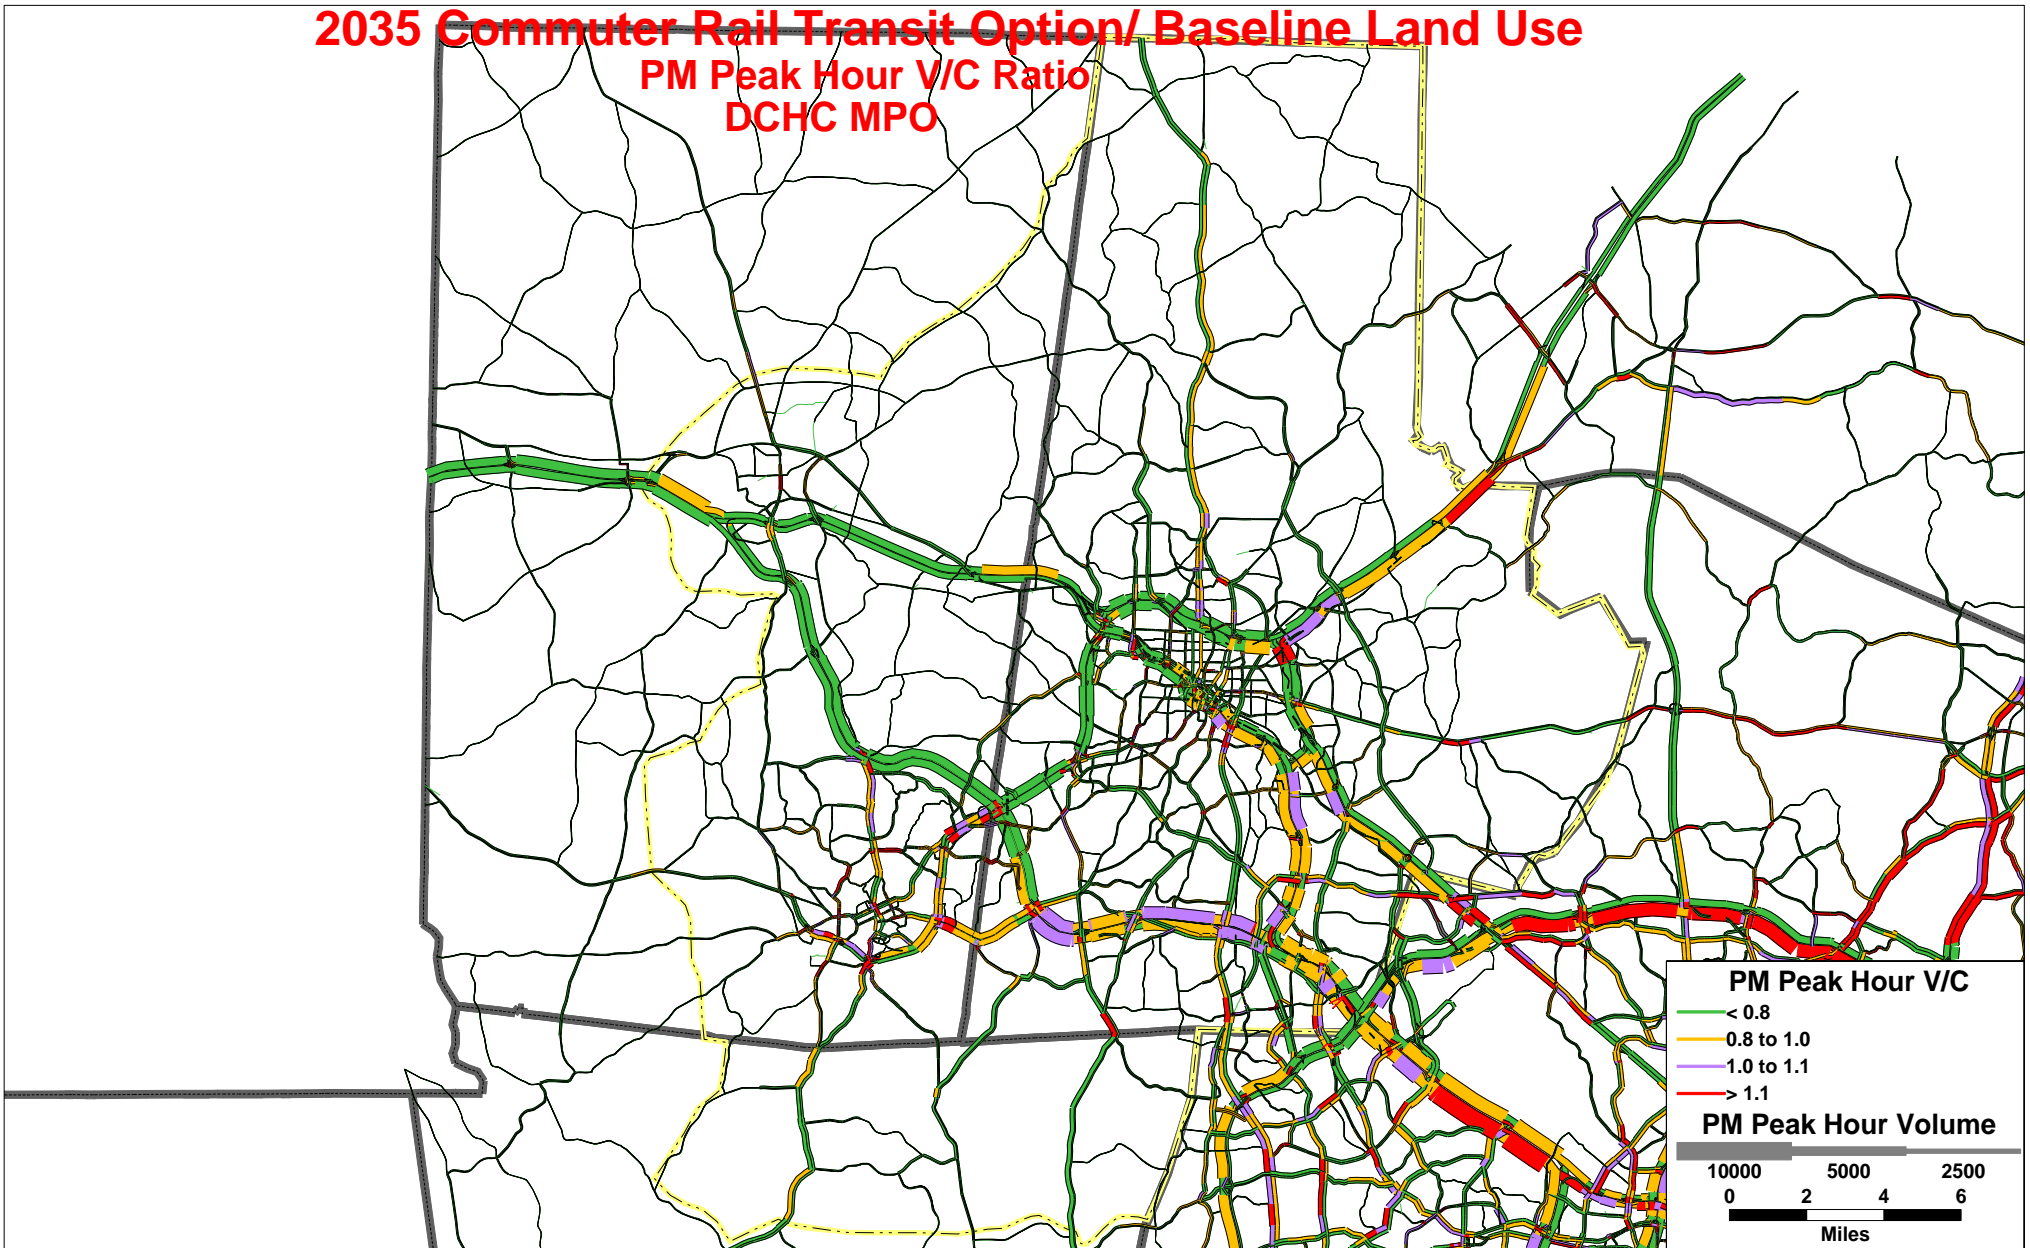 2035 Commuter Rail Transit Option/ Baseline Land Use
PM Peak Hour V/C Ratio
DCHC MPO
PM Peak Hour V/C
< 0.8
0.8 to 1.0
1.0 to 1.1
> 1.1
PM Peak Hour Volume
10000 5000 2500
0 2 4 6
Miles